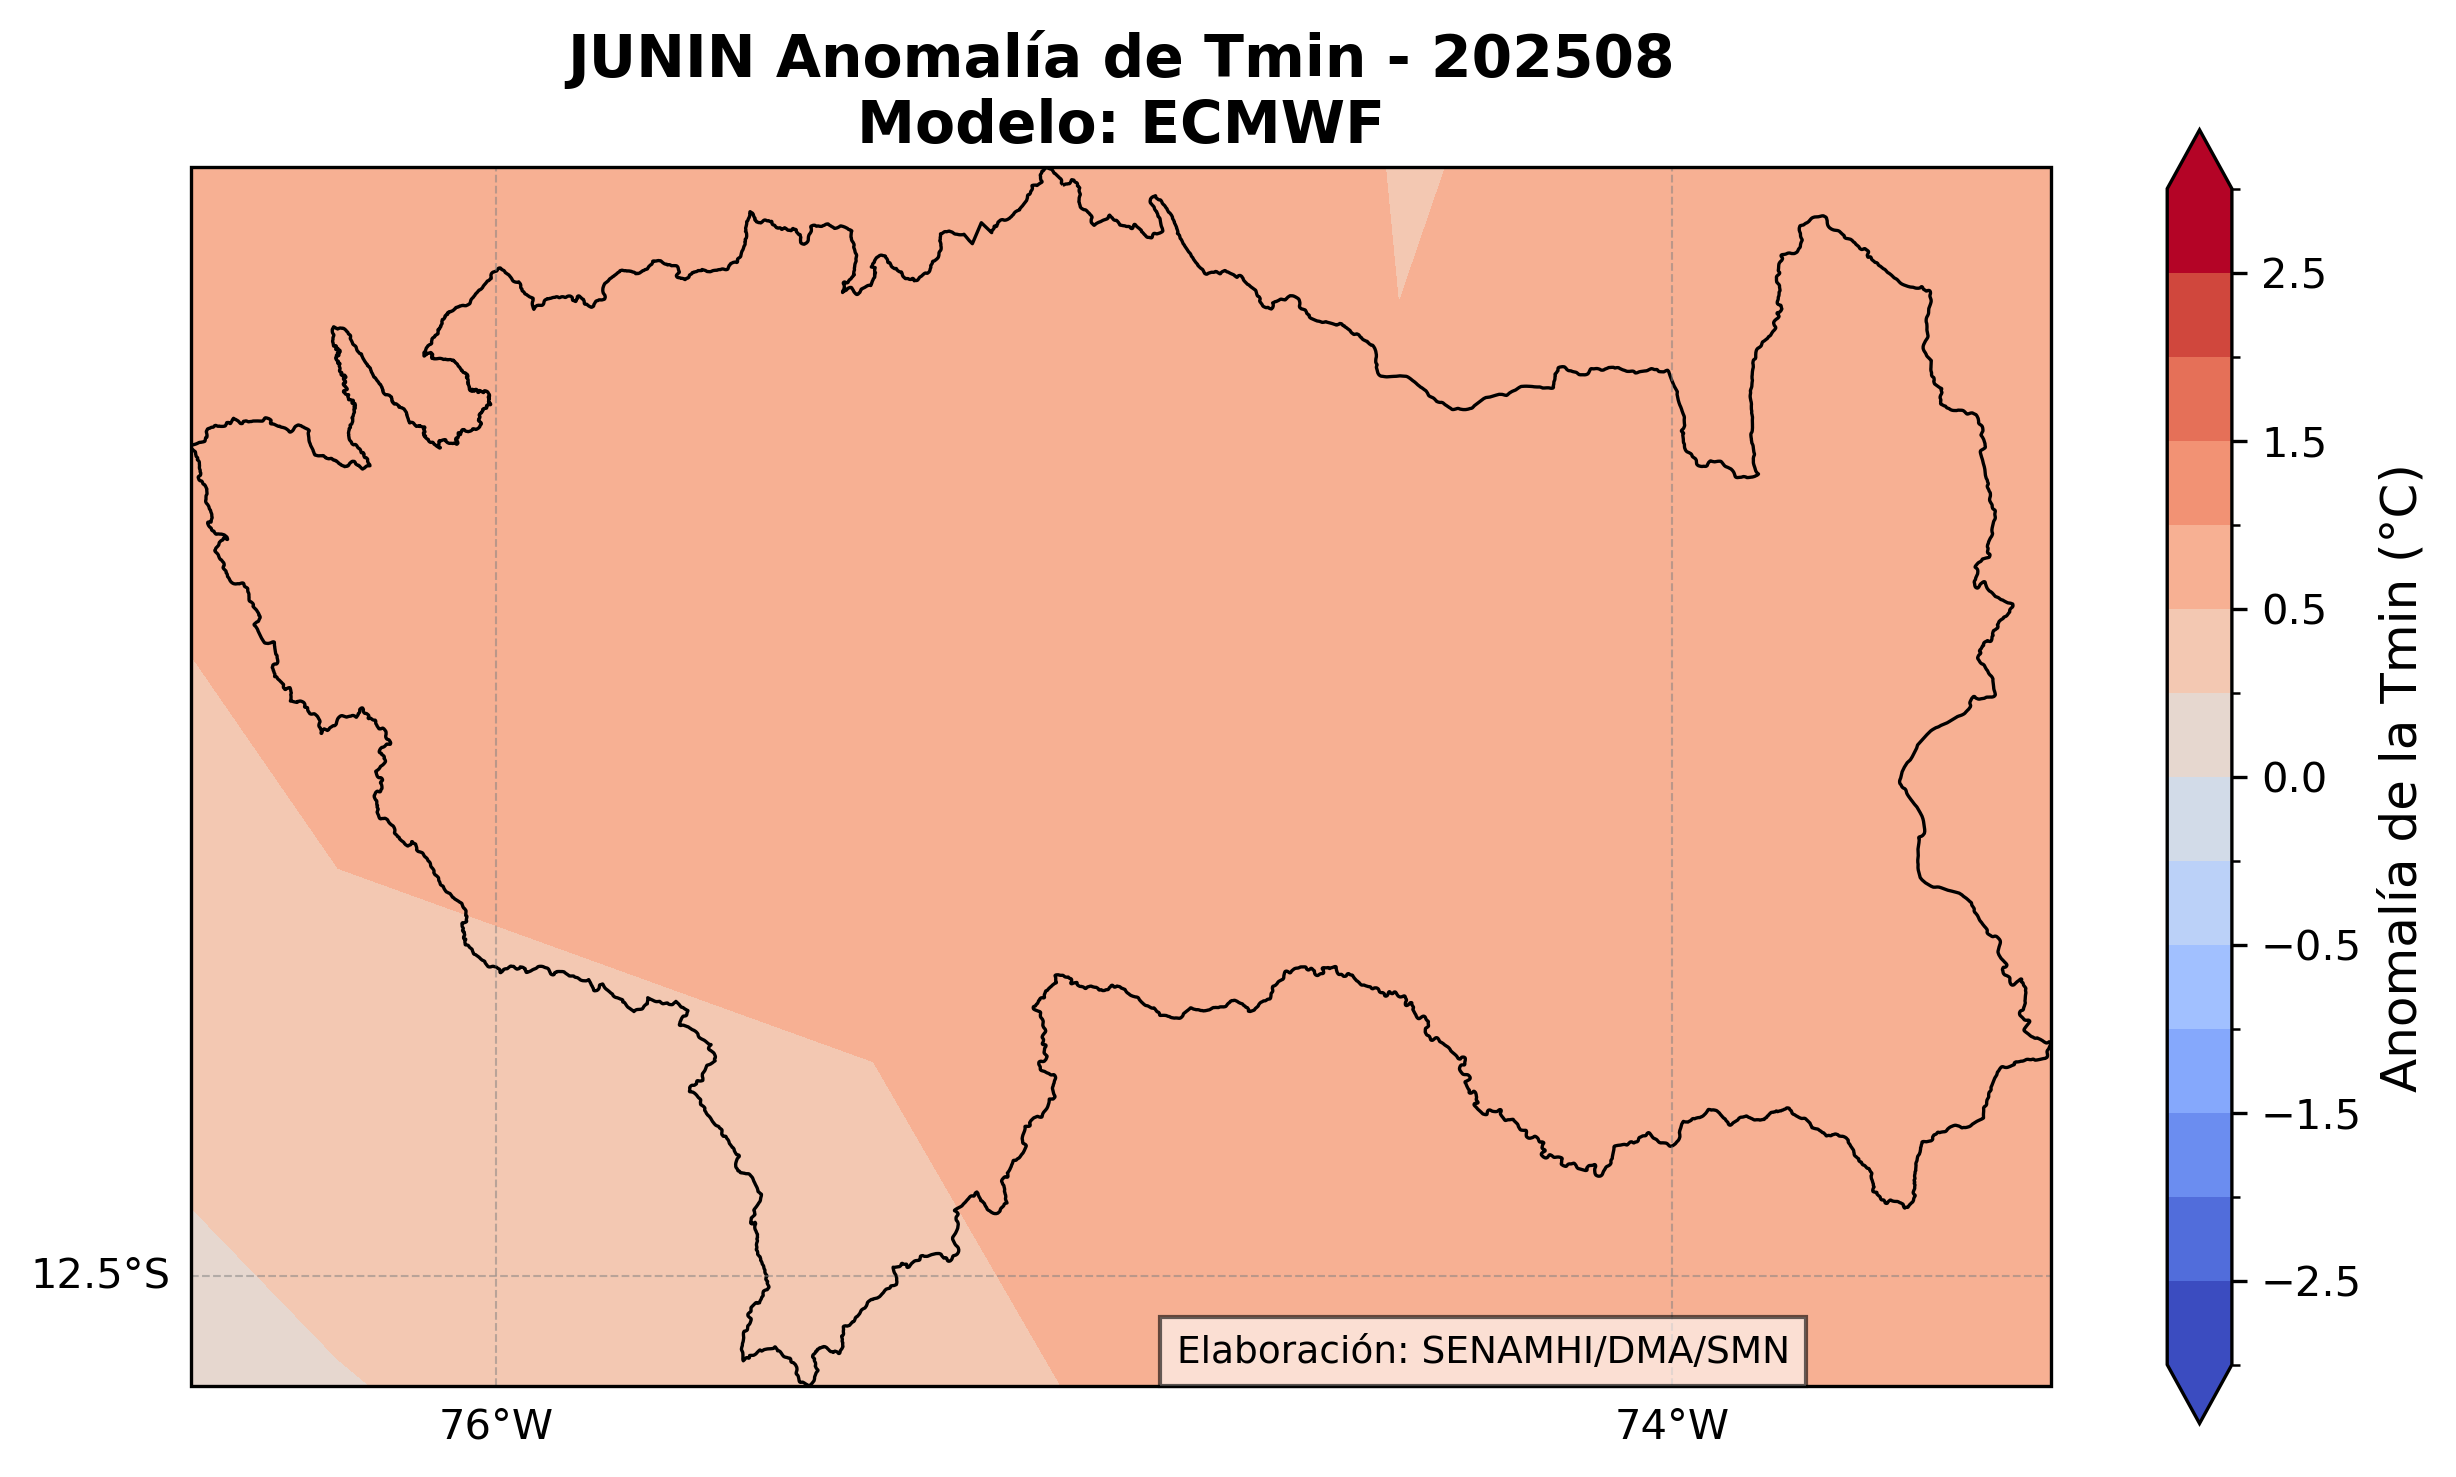 JUNIN Anomalía de Tmin - 202508
Modelo: ECMWF
2.5
1.5
0.5
0.0
−0.5
−1.5
−2.5
Anomalía de la Tmin (°C)
12.5°S
Elaboración: SENAMHI/DMA/SMN
76°W
74°W